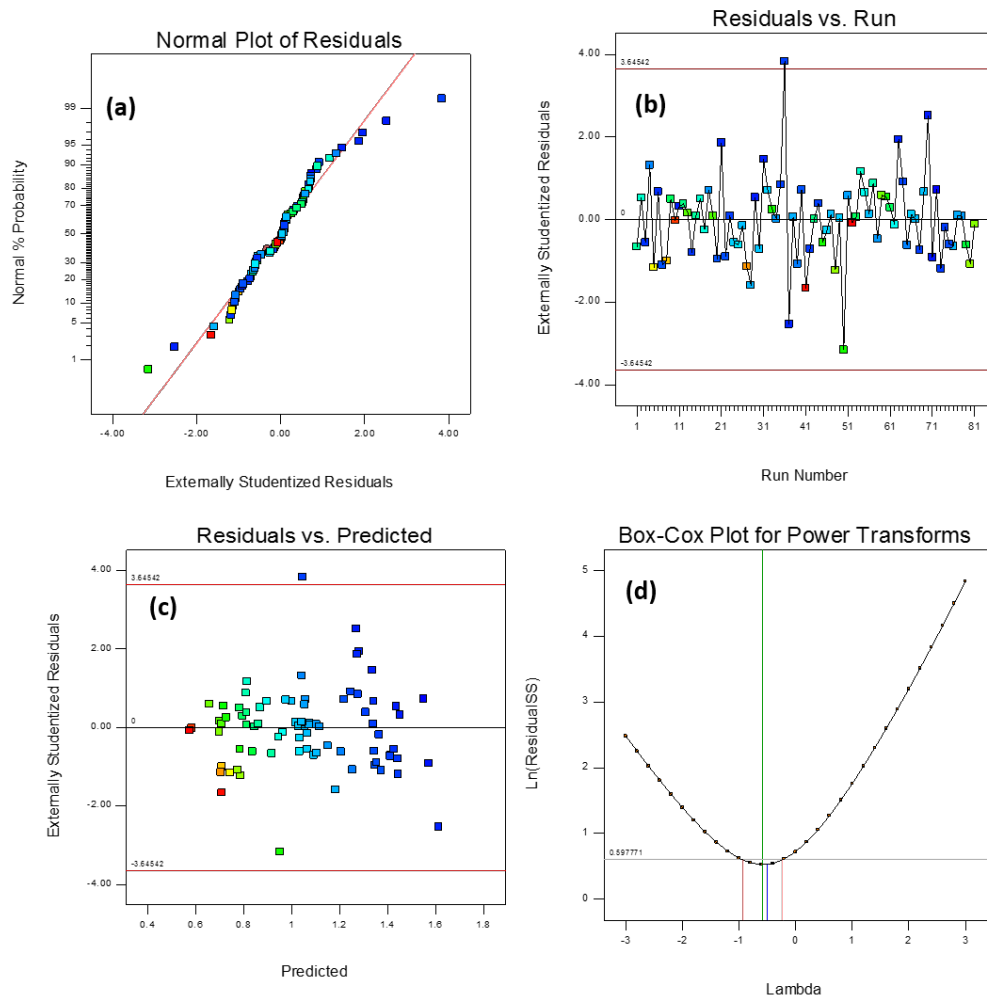 Normal Plot of Residuals
(a)
Normal % Probability
99
95
90
80
70
50
30
20
10
5
1
-4.00 -2.00 0.00 2.00 4.00
Externally Studentized Residuals
Residuals vs. Run
(b)
Externally Studentized Residuals
4.00
3.64542
2.00
0
0.00
-2.00
-3.64542
-4.00
1 11 21 31 41 51 61 71 81
Run Number
Residuals vs. Predicted
(c)
Externally Studentized Residuals
4.00
3.64542
2.00
0
0.00
-2.00
-3.64542
-4.00
0.4 0.6 0.8 1 1.2 1.4 1.6 1.8
Predicted
Box-Cox Plot for Power Transforms
(d)
Ln(ResidualSS)
5
4
3
2
1
0.597771
0
-3 -2 -1 0 1 2 3
Lambda